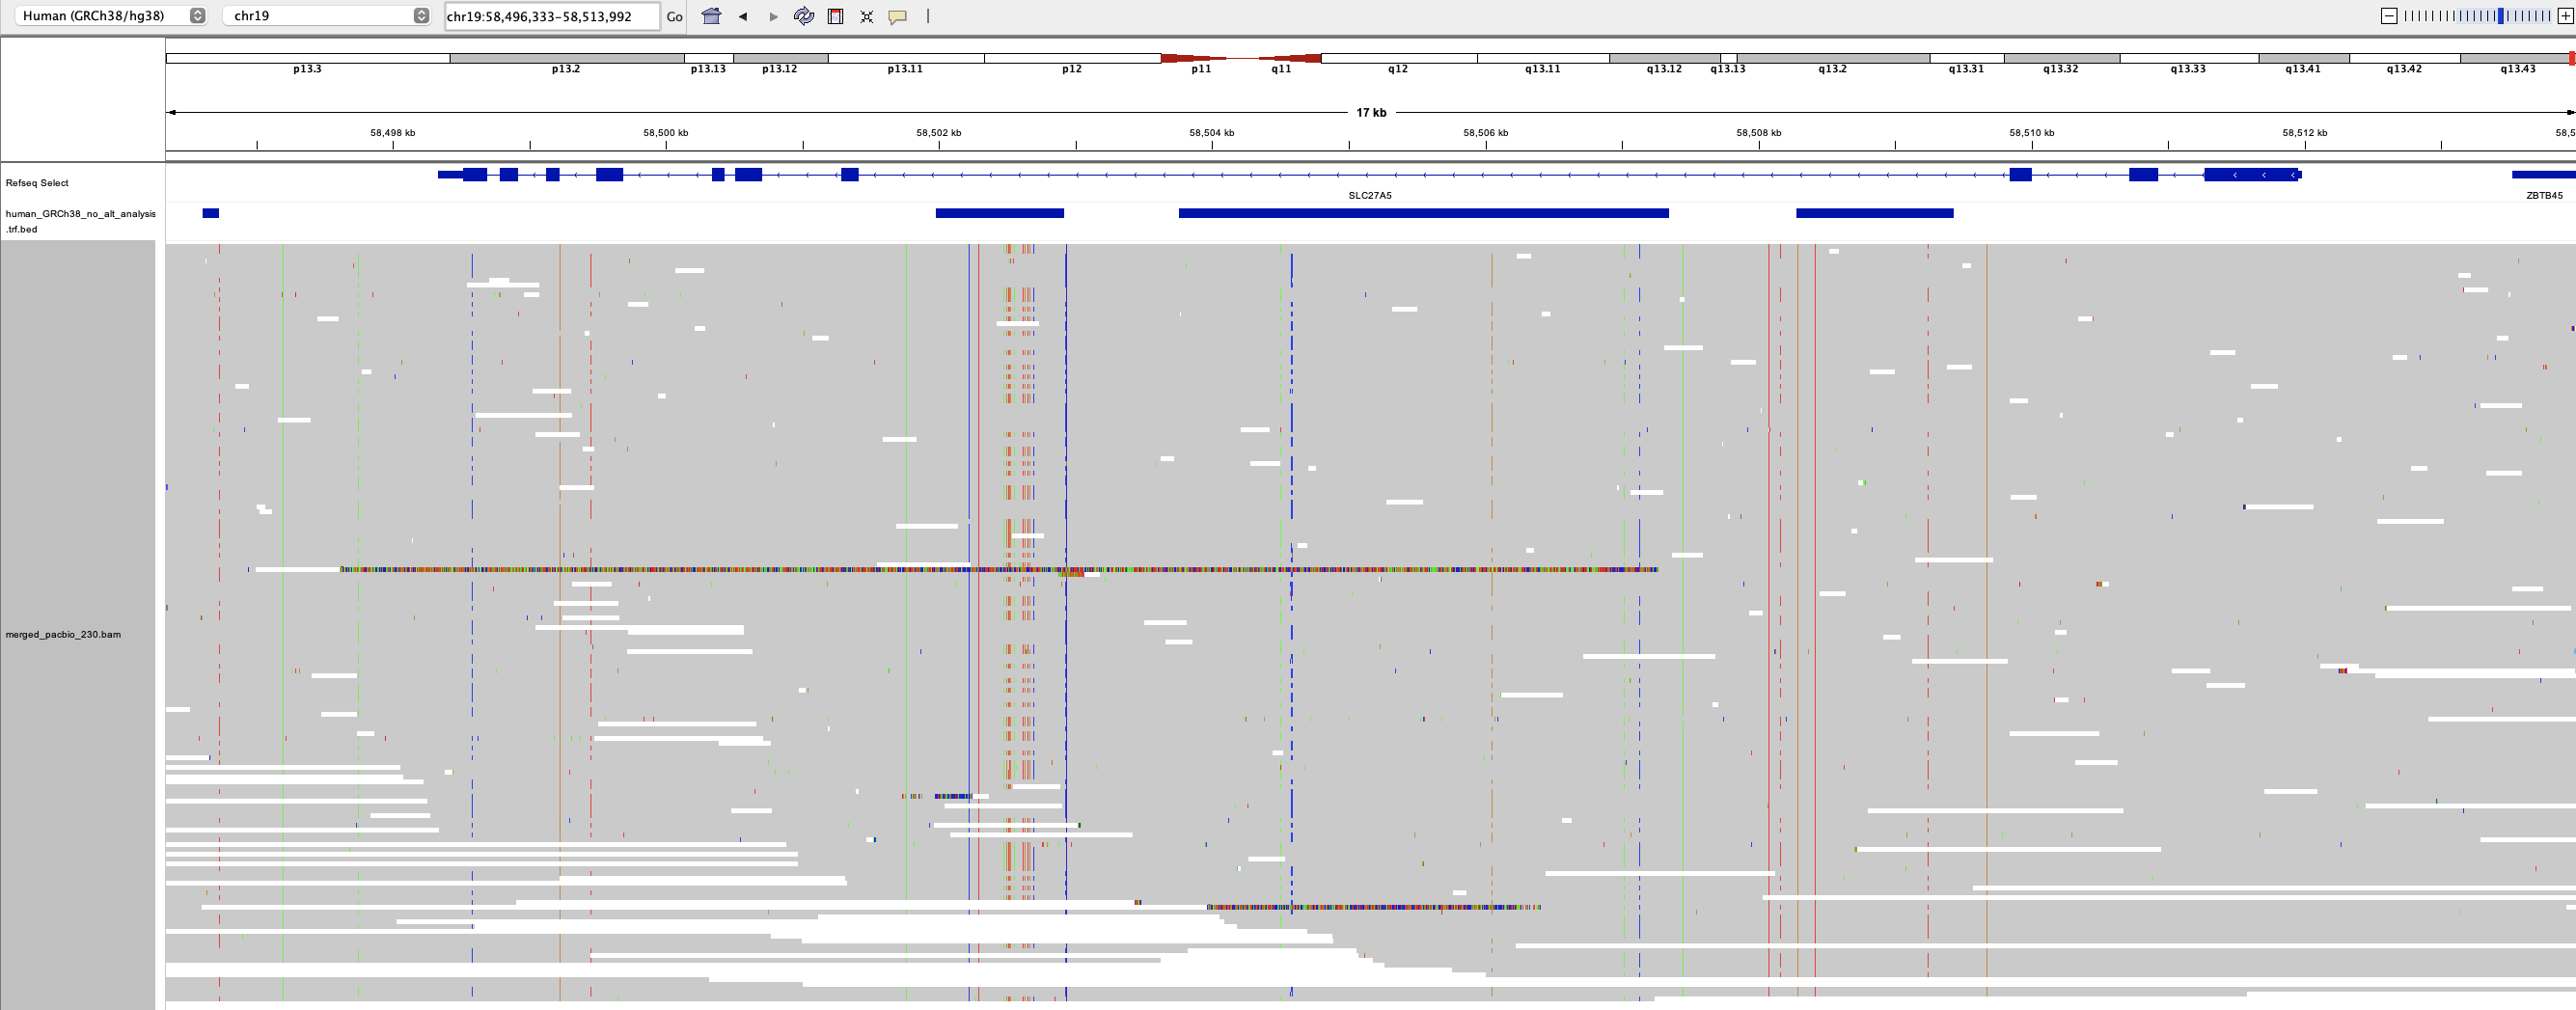 Human (GRCh38/hg38) chr19 chr19:58,496,333-58,513,992 Go
p13.3 p13.2 p13.13 p13.12 p13.11 p12 p11 q11 q12 q13.11 q13.12 q13.13 q13.2 q13.31 q13.32 q13.33 q13.41 q13.42 q13.43
17 kb
58,498 kb 58,500 kb 58,502 kb 58,504 kb 58,506 kb 58,508 kb 58,510 kb 58,512 kb 58,5
Refseq Select
SLC27A5 ZBTB45
human_GRCh38_no_alt_analysis
.trf.bed
merged_pacbio_230.bam